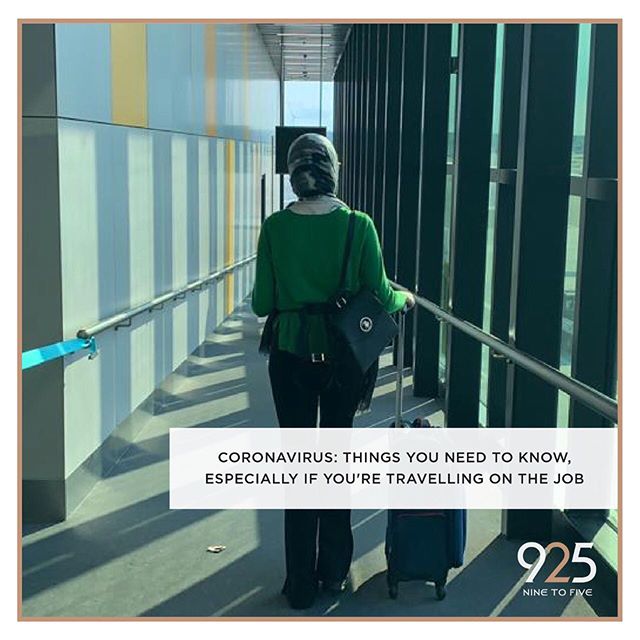 CORONAVIRUS: THINGS YOU NEED TO KNOW,
ESPECIALLY IF YOU'RE TRAVELLING ON THE JOB
925
NINE TO FIVE